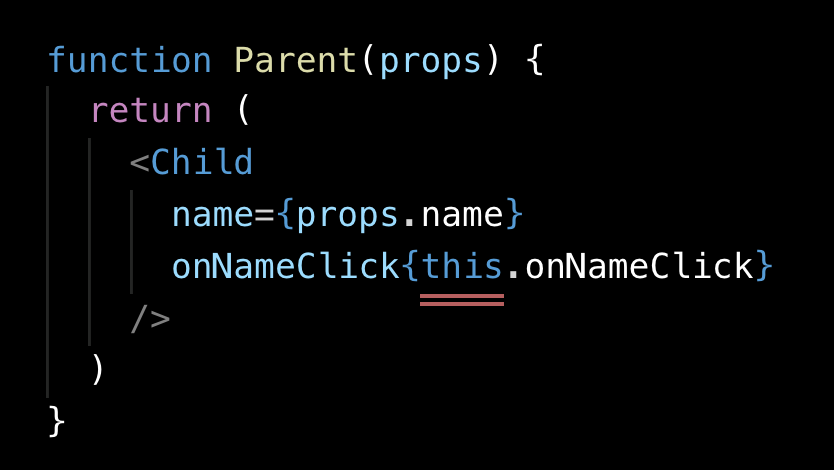 function Parent(props) {
  return (
    <Child
      name={props.name}
      onNameClick{this.onNameClick}
    />
  )
}